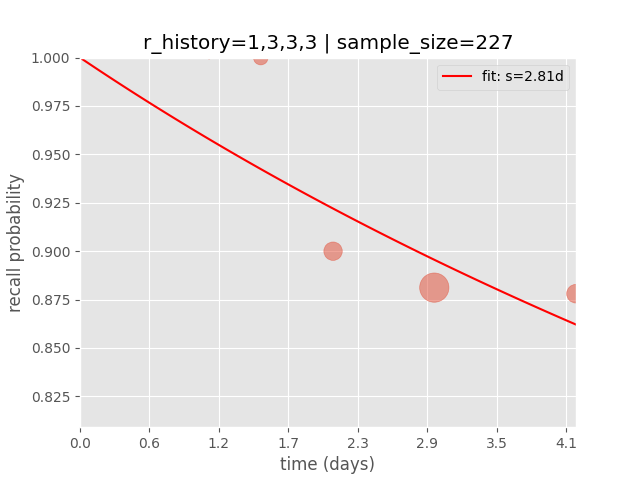 r_history=1,3,3,3 | sample_size=227
fit: s=2.81d
recall probability
1.000
0.975
0.950
0.925
0.900
0.875
0.850
0.825
0.0 0.6 1.2 1.7 2.3 2.9 3.5 4.1
time (days)